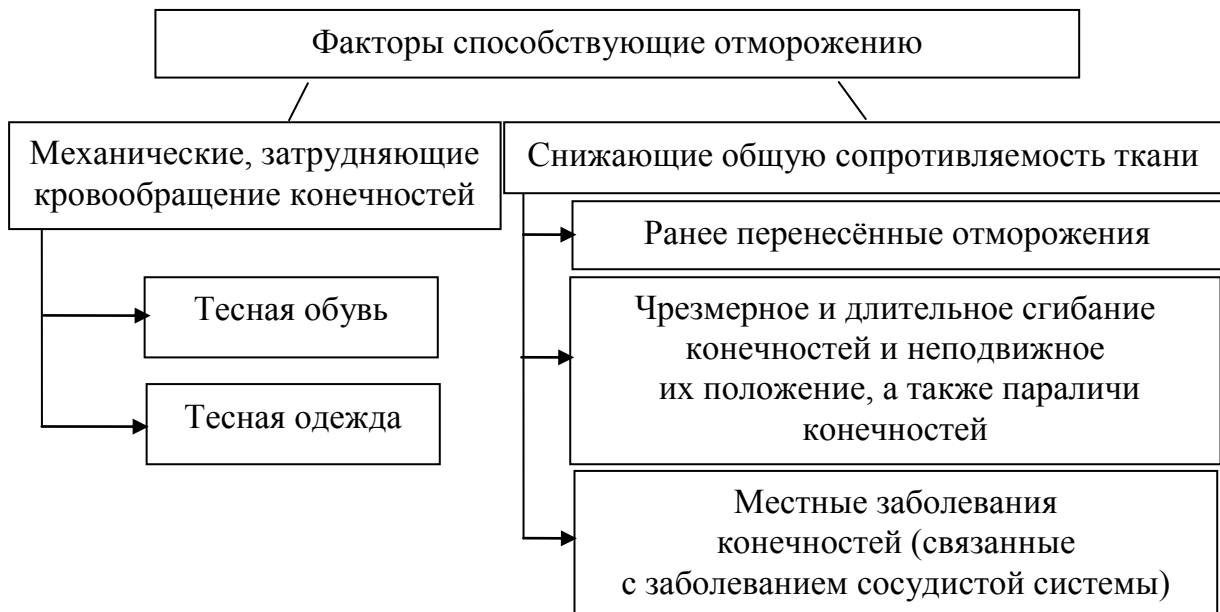 Факторы способствующие отморожению
Механические, затрудняющие
кровообращение конечностей
Тесная обувь
Тесная одежда
Снижающие общую сопротивляемость ткани
Ранее перенесённые отморожения
Чрезмерное и длительное сгибание
конечностей и неподвижное
их положение, а также параличи
конечностей
Местные заболевания
конечностей (связанные
с заболеванием сосудистой системы)